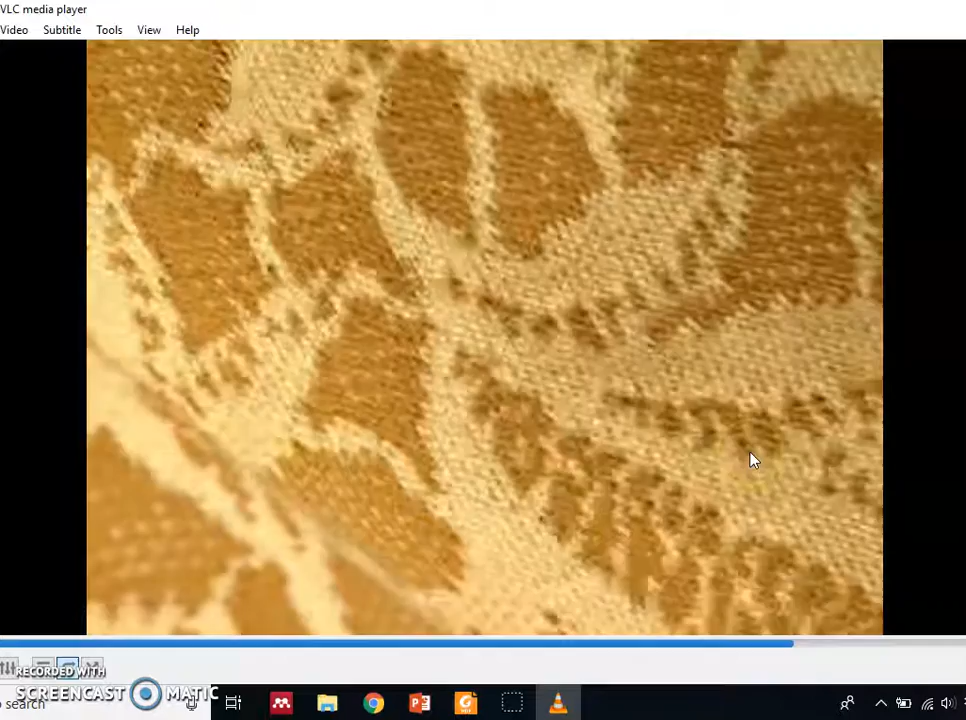 VLC media player
Video Subtitle Tools View Help
RECORDED WITH
SCREENCAST MATIC
search